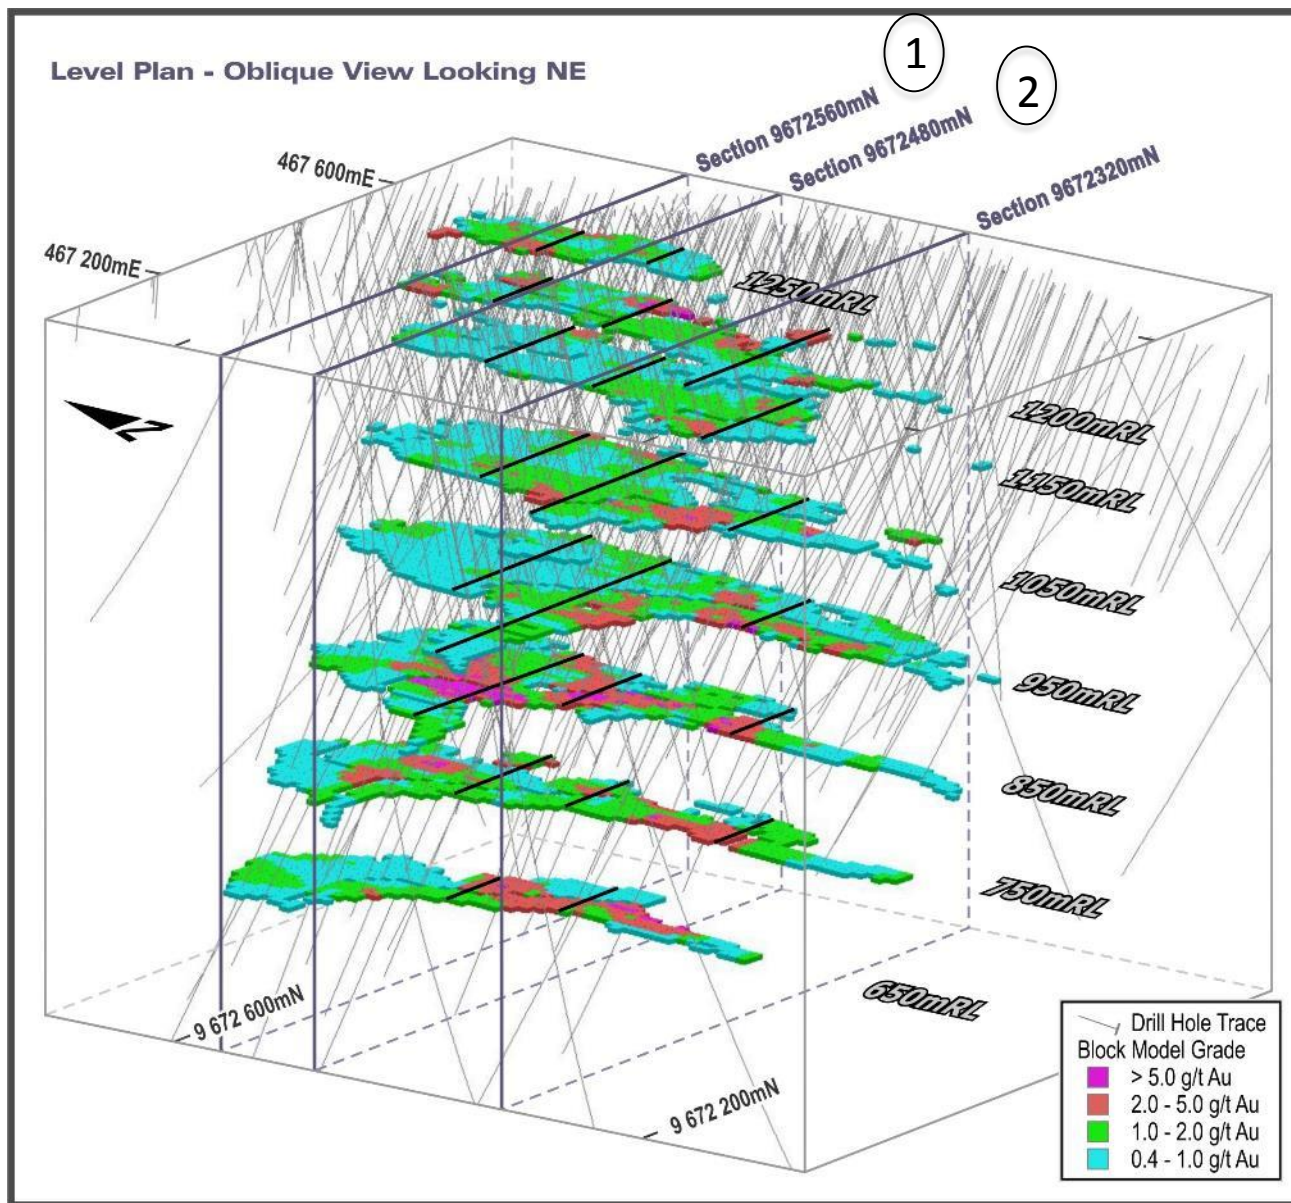 Level Plan - Oblique View Looking NE
1
2
Section 9672560mN
Section 9672480mN
Section 9672320mN
467 600mE
467 200mE
N
1250mRL
1200mRL
1150mRL
1050mRL
950mRL
850mRL
750mRL
650mRL
9 672 600mN
9 672 200mN
Drill Hole Trace
Block Model Grade
> 5.0 g/t Au
2.0 - 5.0 g/t Au
1.0 - 2.0 g/t Au
0.4 - 1.0 g/t Au